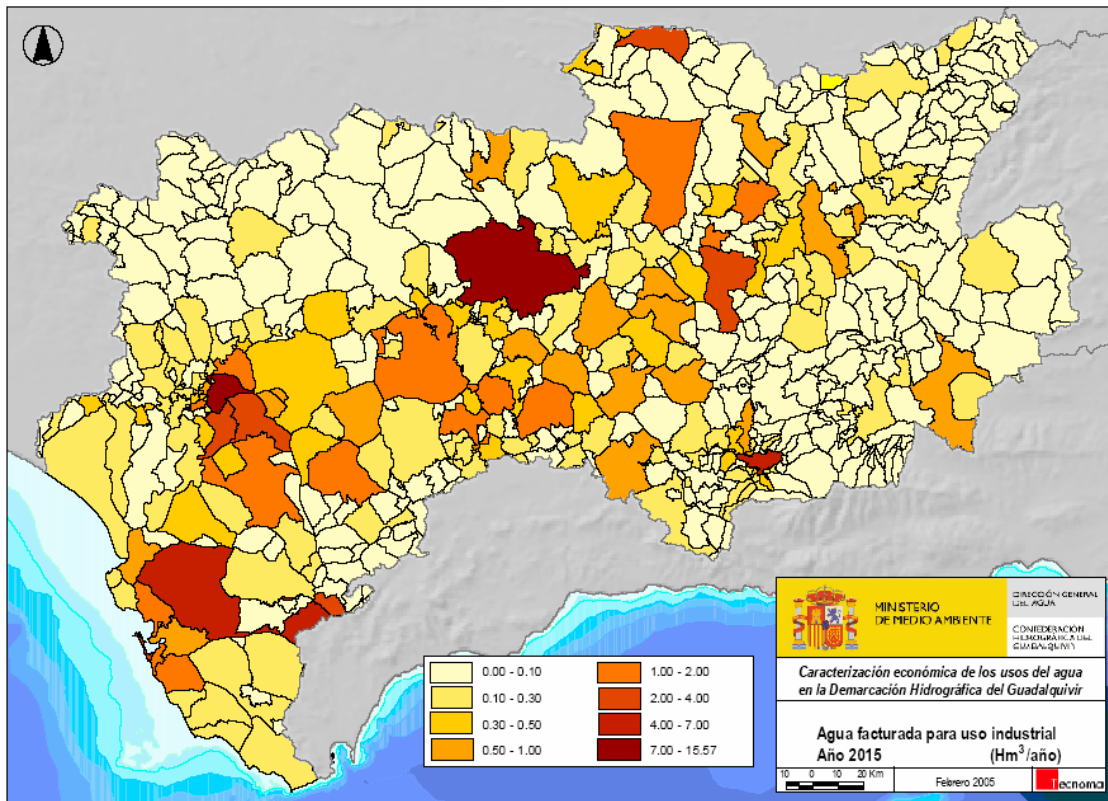 0.00 - 0.10
0.10 - 0.30
0.30 - 0.50
0.50 - 1.00
1.00 - 2.00
2.00 - 4.00
4.00 - 7.00
7.00 - 15.57
MINISTERIO
DE MEDIO AMBIENTE
DIRECCIÓN GENERAL
DEL AGUA
CONFEDERACIÓN
HIDROGRÁFICA DEL
GUADALQUIVIR
Caracterización económica de los usos del agua
en la Demarcación Hidrográfica del Guadalquivir
Agua facturada para uso industrial
Año 2015 (Hm³/año)
10 0 10 20 Km
Febrero 2005
Tecnoma